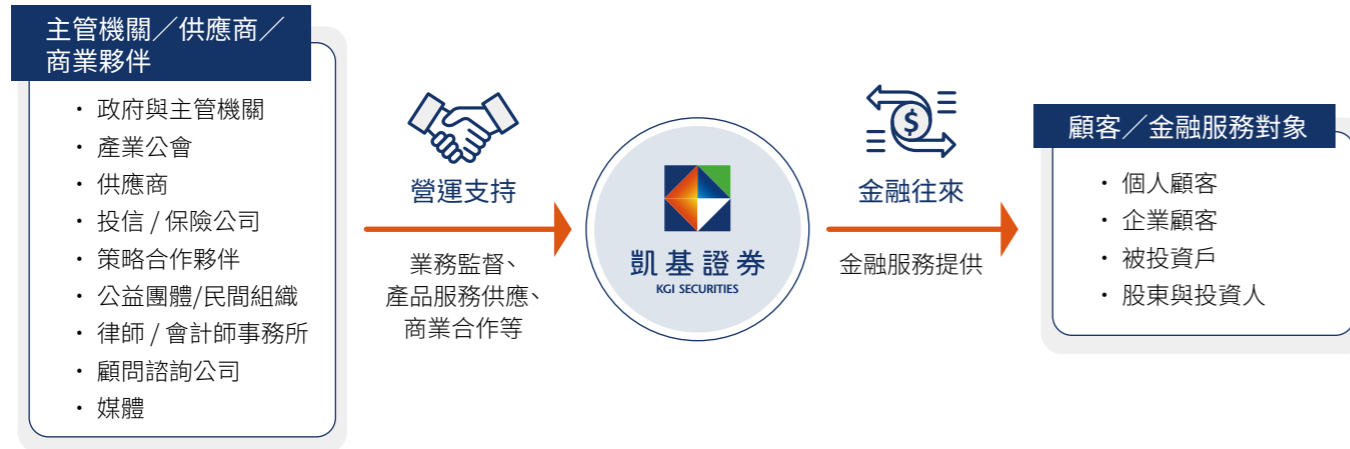 主管機關／供應商／
商業夥伴
・ 政府與主管機關
・ 產業公會
・ 供應商
・ 投信 / 保險公司
・ 策略合作夥伴
・ 公益團體/民間組織
・ 律師 / 會計師事務所
・ 顧問諮詢公司
・ 媒體
營運支持
業務監督、
產品服務供應、
商業合作等
凱基證券
KGI SECURITIES
$
金融往來
金融服務提供
顧客／金融服務對象
・ 個人顧客
・ 企業顧客
・ 被投資戶
・ 股東與投資人